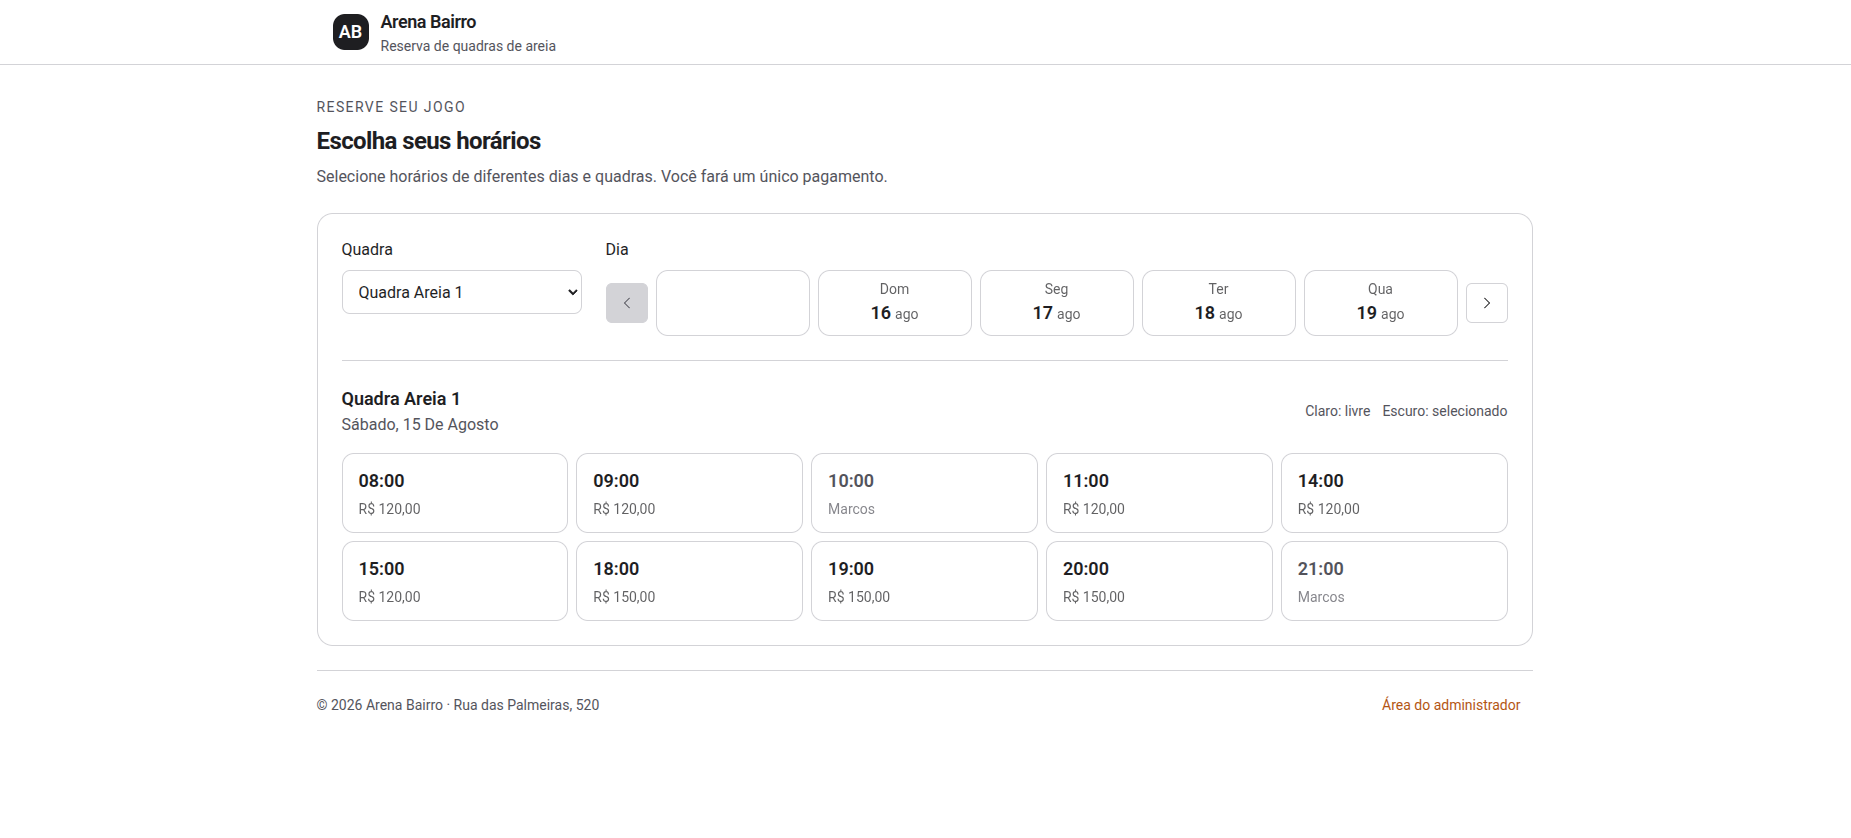 AB
Arena Bairro
Reserva de quadras de areia
RESERVE SEU JOGO
Escolha seus horários
Selecione horários de diferentes dias e quadras. Você fará um único pagamento.
Quadra
Dia
Quadra Areia 1
Dom
16 ago
Seg
17 ago
Ter
18 ago
Qua
19 ago
Quadra Areia 1
Sábado, 15 De Agosto
Claro: livre Escuro: selecionado
08:00
R$ 120,00
09:00
R$ 120,00
10:00
Marcos
11:00
R$ 120,00
14:00
R$ 120,00
15:00
R$ 120,00
18:00
R$ 150,00
19:00
R$ 150,00
20:00
R$ 150,00
21:00
Marcos
© 2026 Arena Bairro · Rua das Palmeiras, 520
Área do administrador